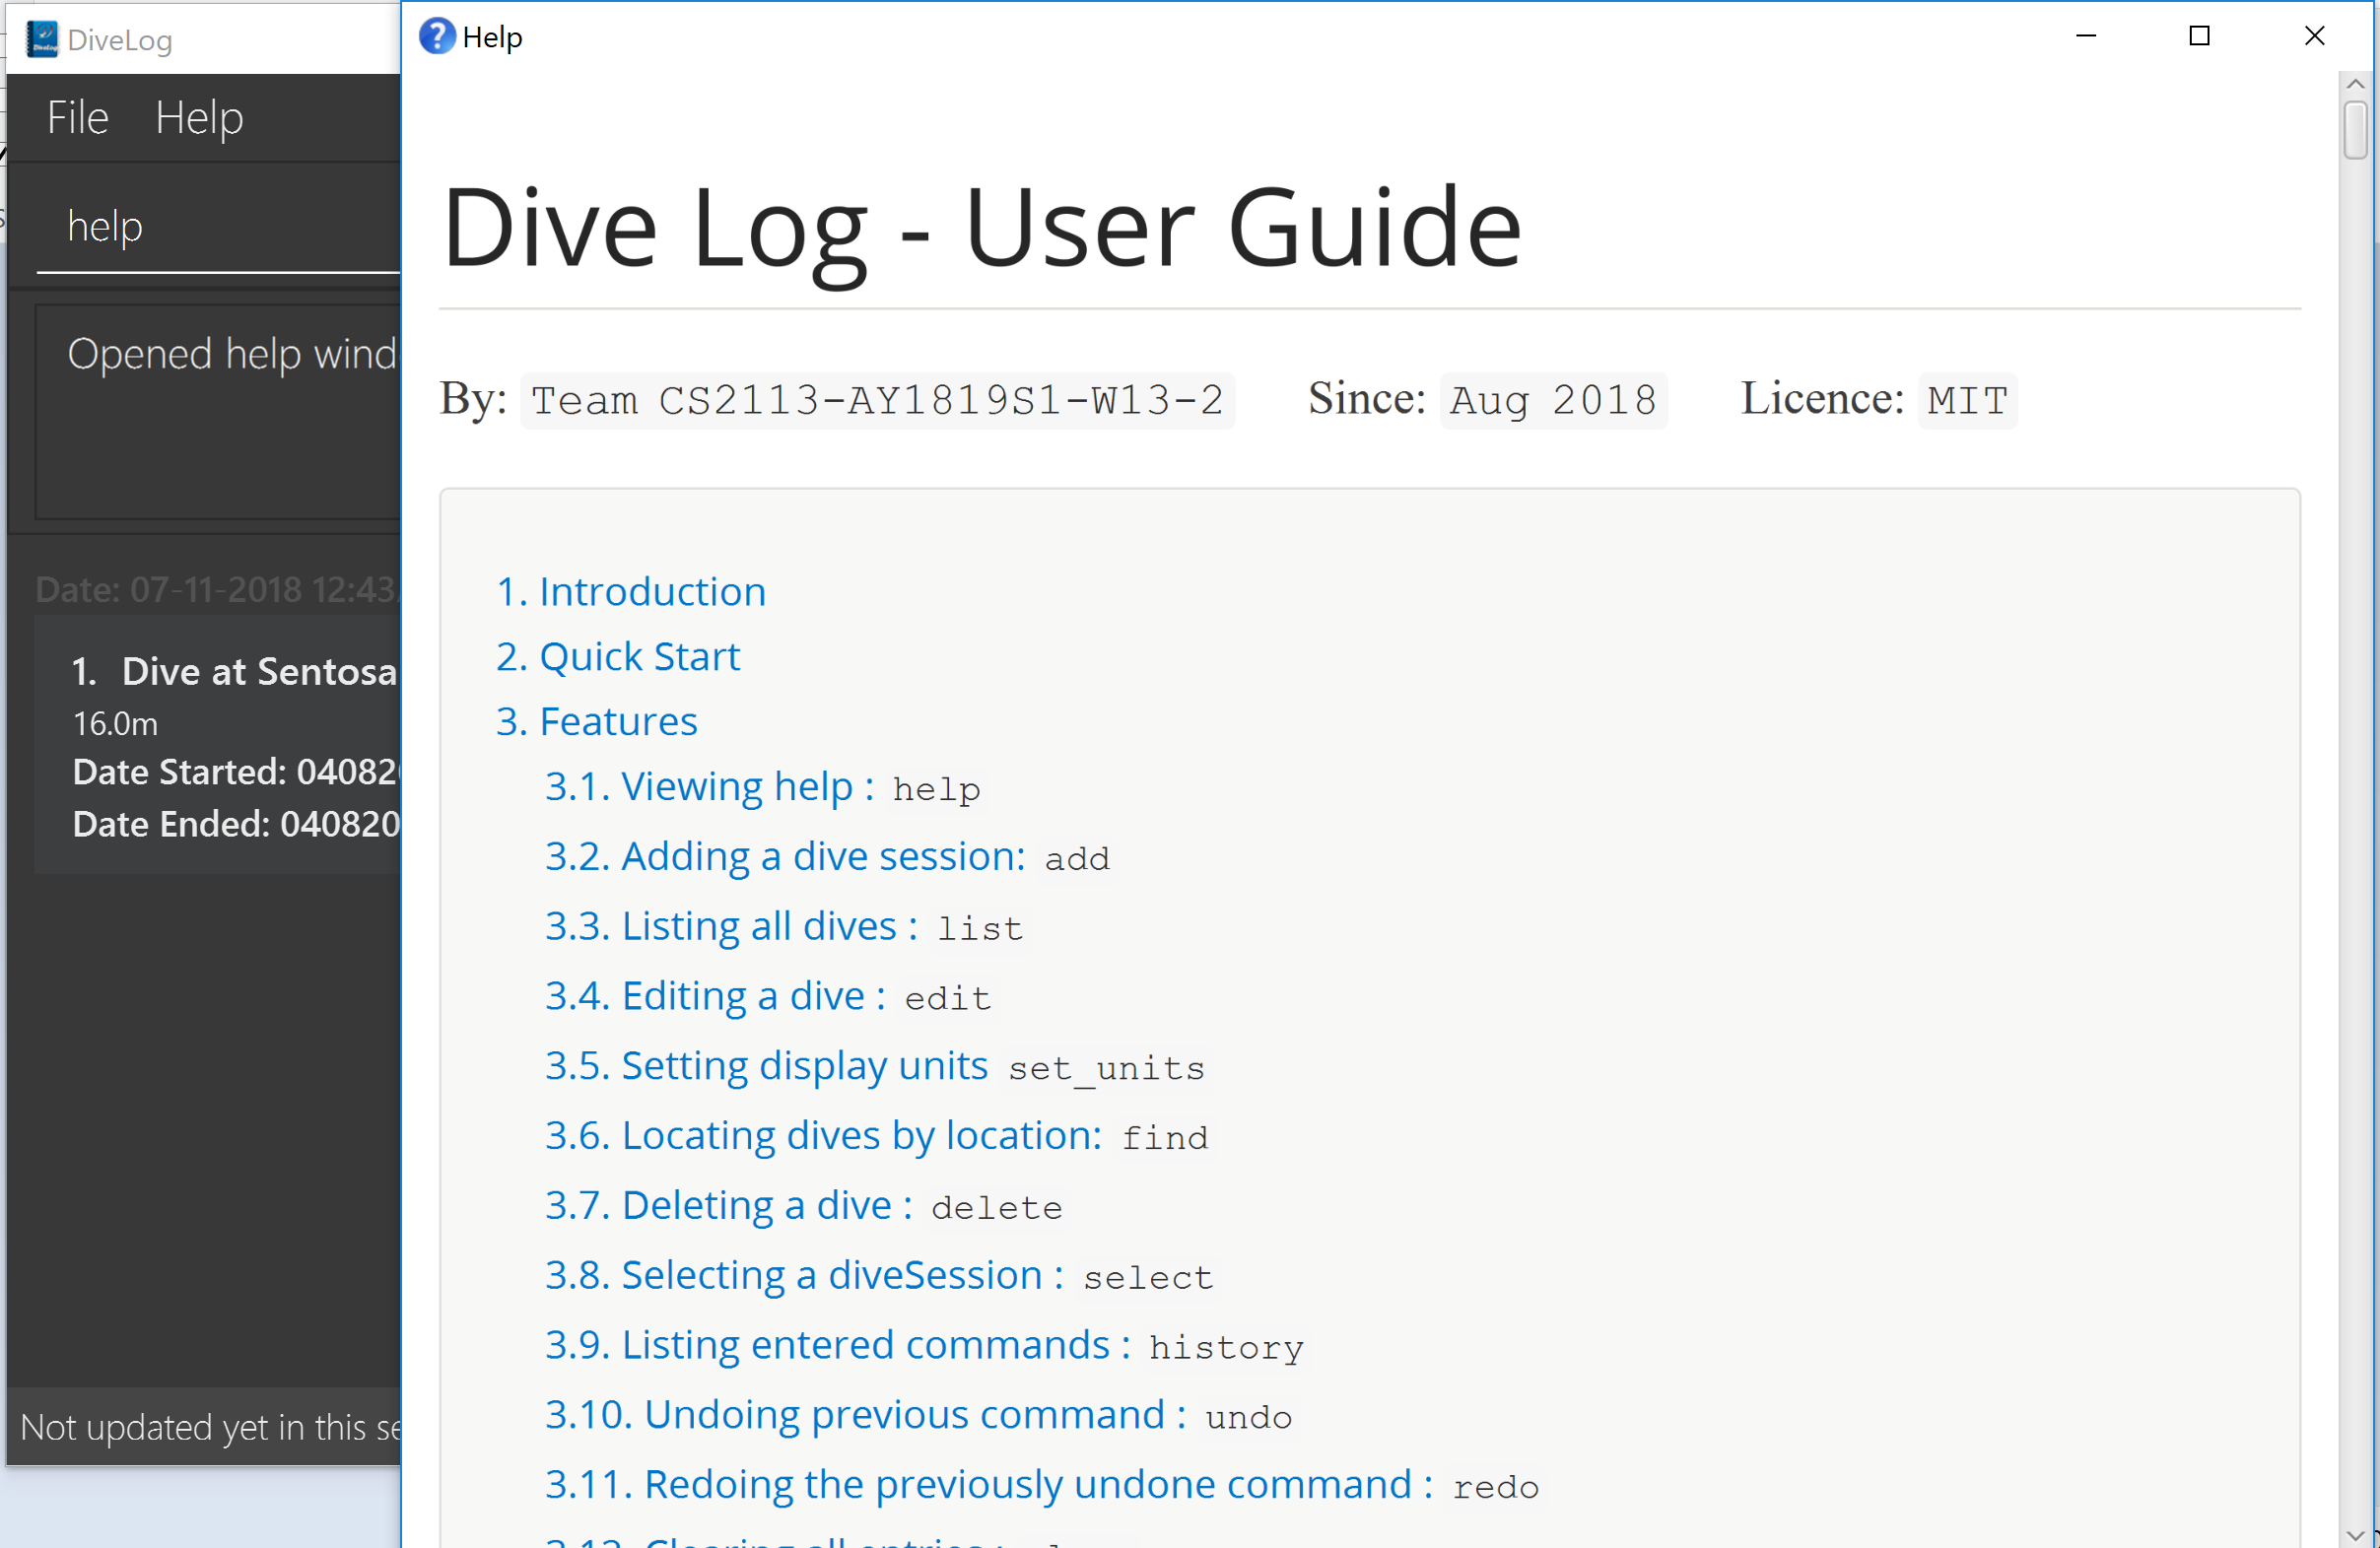 DiveLog
File Help
help
Opened help wind
Date: 07-11-2018 12:43
1. Dive at Sentosa
16.0m
Date Started: 04082
Date Ended: 040820
Not updated yet in this se
Help
Dive Log - User Guide
By: Team CS2113-AY1819S1-W13-2 Since: Aug 2018 Licence: MIT
1. Introduction
2. Quick Start
3. Features
3.1. Viewing help : help
3.2. Adding a dive session: add
3.3. Listing all dives : list
3.4. Editing a dive : edit
3.5. Setting display units set_units
3.6. Locating dives by location: find
3.7. Deleting a dive : delete
3.8. Selecting a diveSession : select
3.9. Listing entered commands : history
3.10. Undoing previous command : undo
3.11. Redoing the previously undone command : redo
3.12. Clearing all entries :